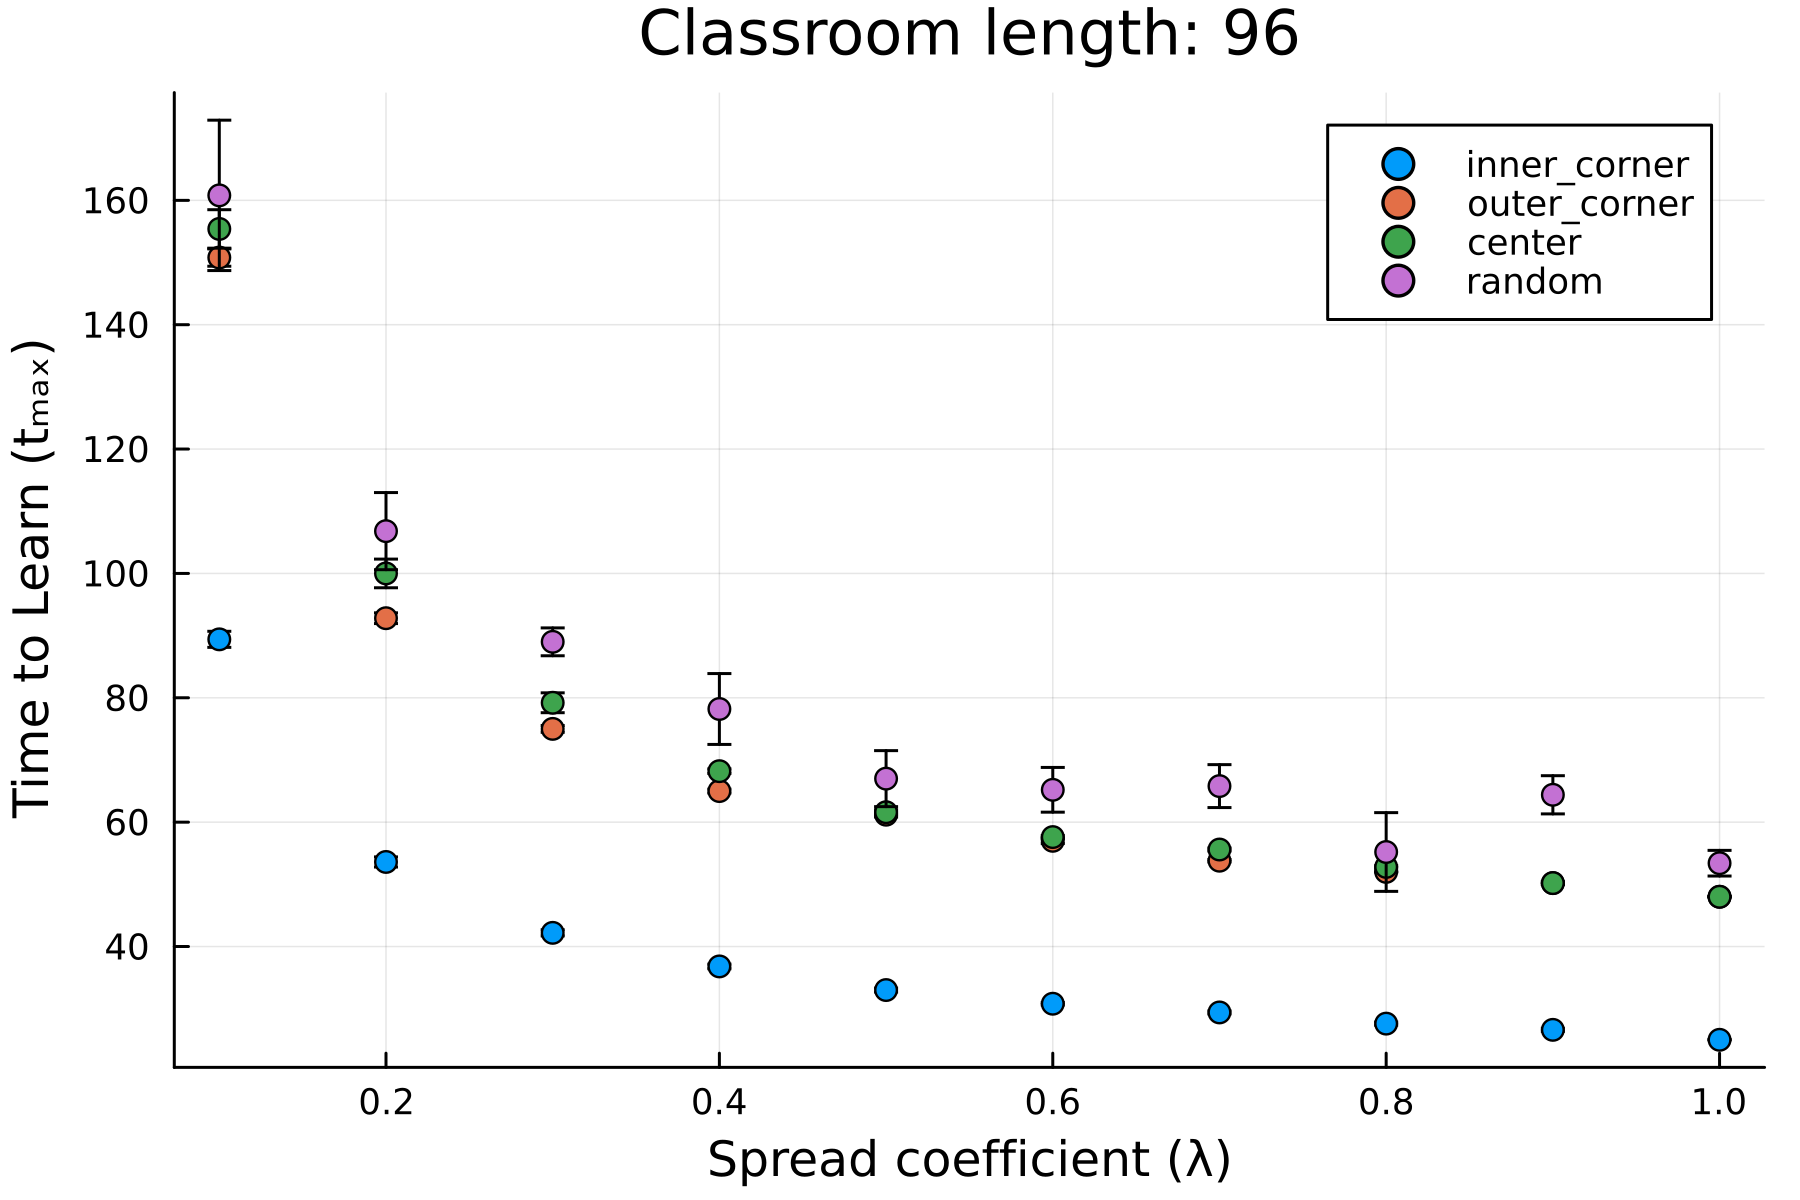 Classroom length: 96
Time to Learn (tₘₐₓ)
160
140
120
100
80
60
40
inner_corner
outer_corner
center
random
0.2
0.4
0.6
0.8
1.0
Spread coefficient (λ)